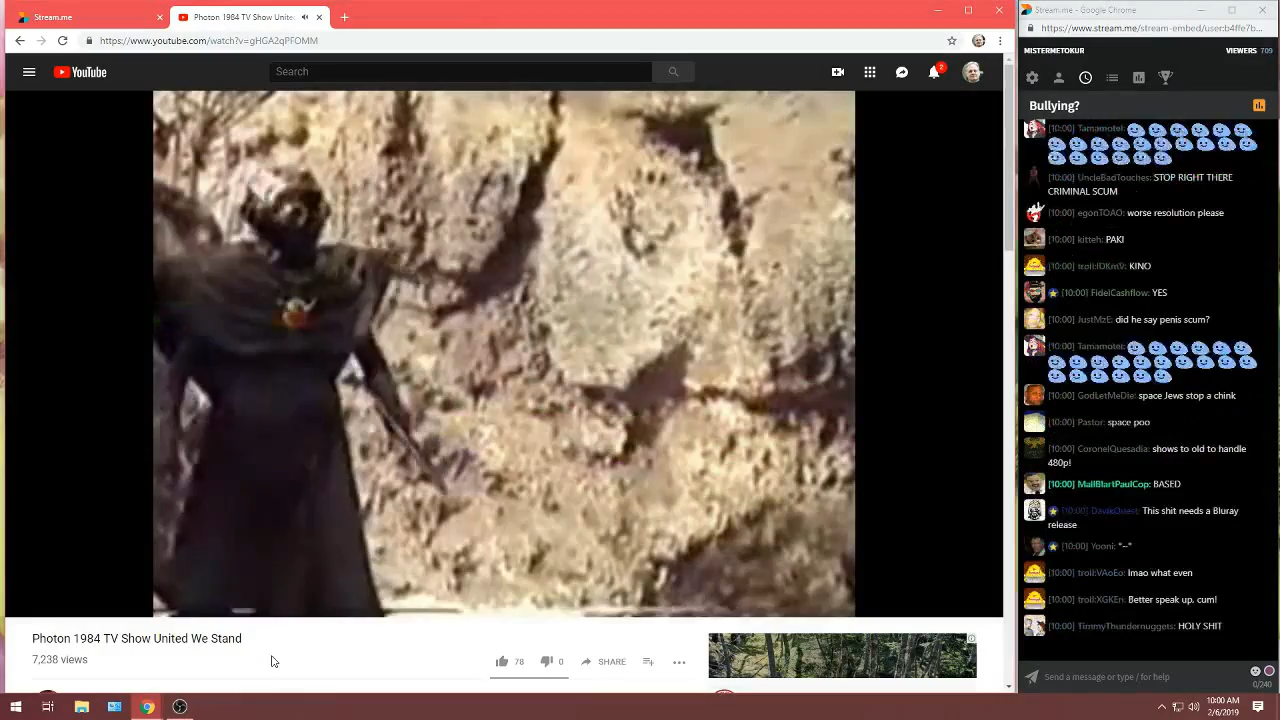 Stream.me
Photon 1984 TV Show Unite
https://www.youtube.com/watch?v=gHGA2qPFOMM
YouTube
Search
2
Photon 1984 TV Show United We Stand
7,238 views
78
0
SHARE
Stream.me - Google Chrome
https://www.stream.me/stream-embed/user:b4ffe7b...
MISTERMETOKUR
VIEWERS 709
Bullying?
[10:00] Tamamotel:
[10:00] UncleBadTouches: STOP RIGHT THERE
CRIMINAL SCUM
[10:00] egonTOAO: worse resolution please
[10:00] kitteh: PAKI
[10:00] KINO
[10:00] FidelCashflow: YES
[10:00] JustMzE: did he say penis scum?
[10:00] Tamamotel:
[10:00] GodLetMeDie: space Jews stop a chink
[10:00] Pastor: space poo
[10:00] CoronelQuesadia: shows to old to handle
480p!
[10:00] MallBlartPaulCop: BASED
[10:00] This shit needs a Bluray
release
[10:00] Yooni: *~*
[10:00] troll:VAoEo: lmao what even
[10:00] troll:XGKEn: Better speak up, cum!
[10:00] TimmyThundernuggets: HOLY SHIT
Send a message or type / for help
0/240
10:00 AM
2/6/2019